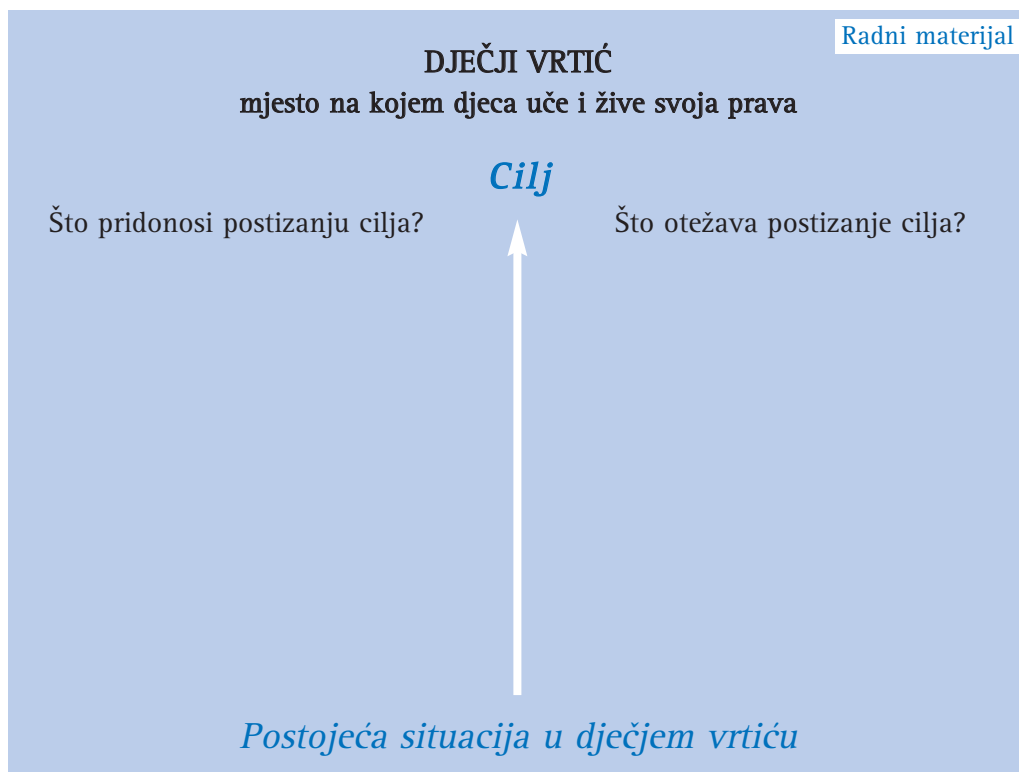 Radni materijal
DJEČJI VRTIĆ
mjesto na kojem djeca uče i žive svoja prava
Cilj
Što pridonosi postizanju cilja?
Što otežava postizanje cilja?
Postojeća situacija u dječjem vrtiću